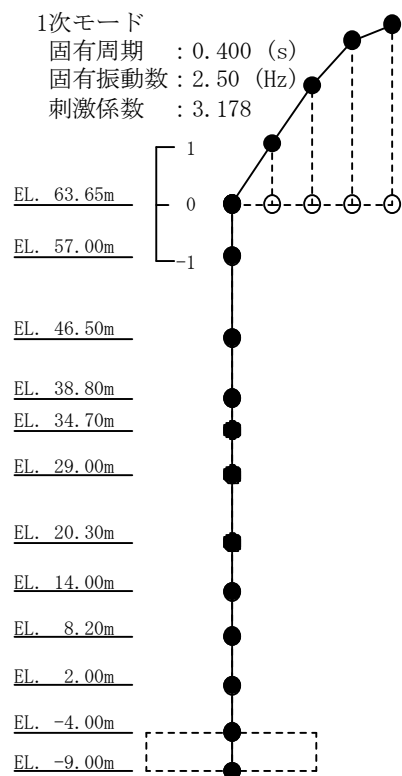 1次モード
固有周期 : 0.400 (s)
固有振動数 : 2.50 (Hz)
刺激係数 : 3.178
1
0
-1
EL. 63.65m
EL. 57.00m
EL. 46.50m
EL. 38.80m
EL. 34.70m
EL. 29.00m
EL. 20.30m
EL. 14.00m
EL. 8.20m
EL. 2.00m
EL. -4.00m
EL. -9.00m